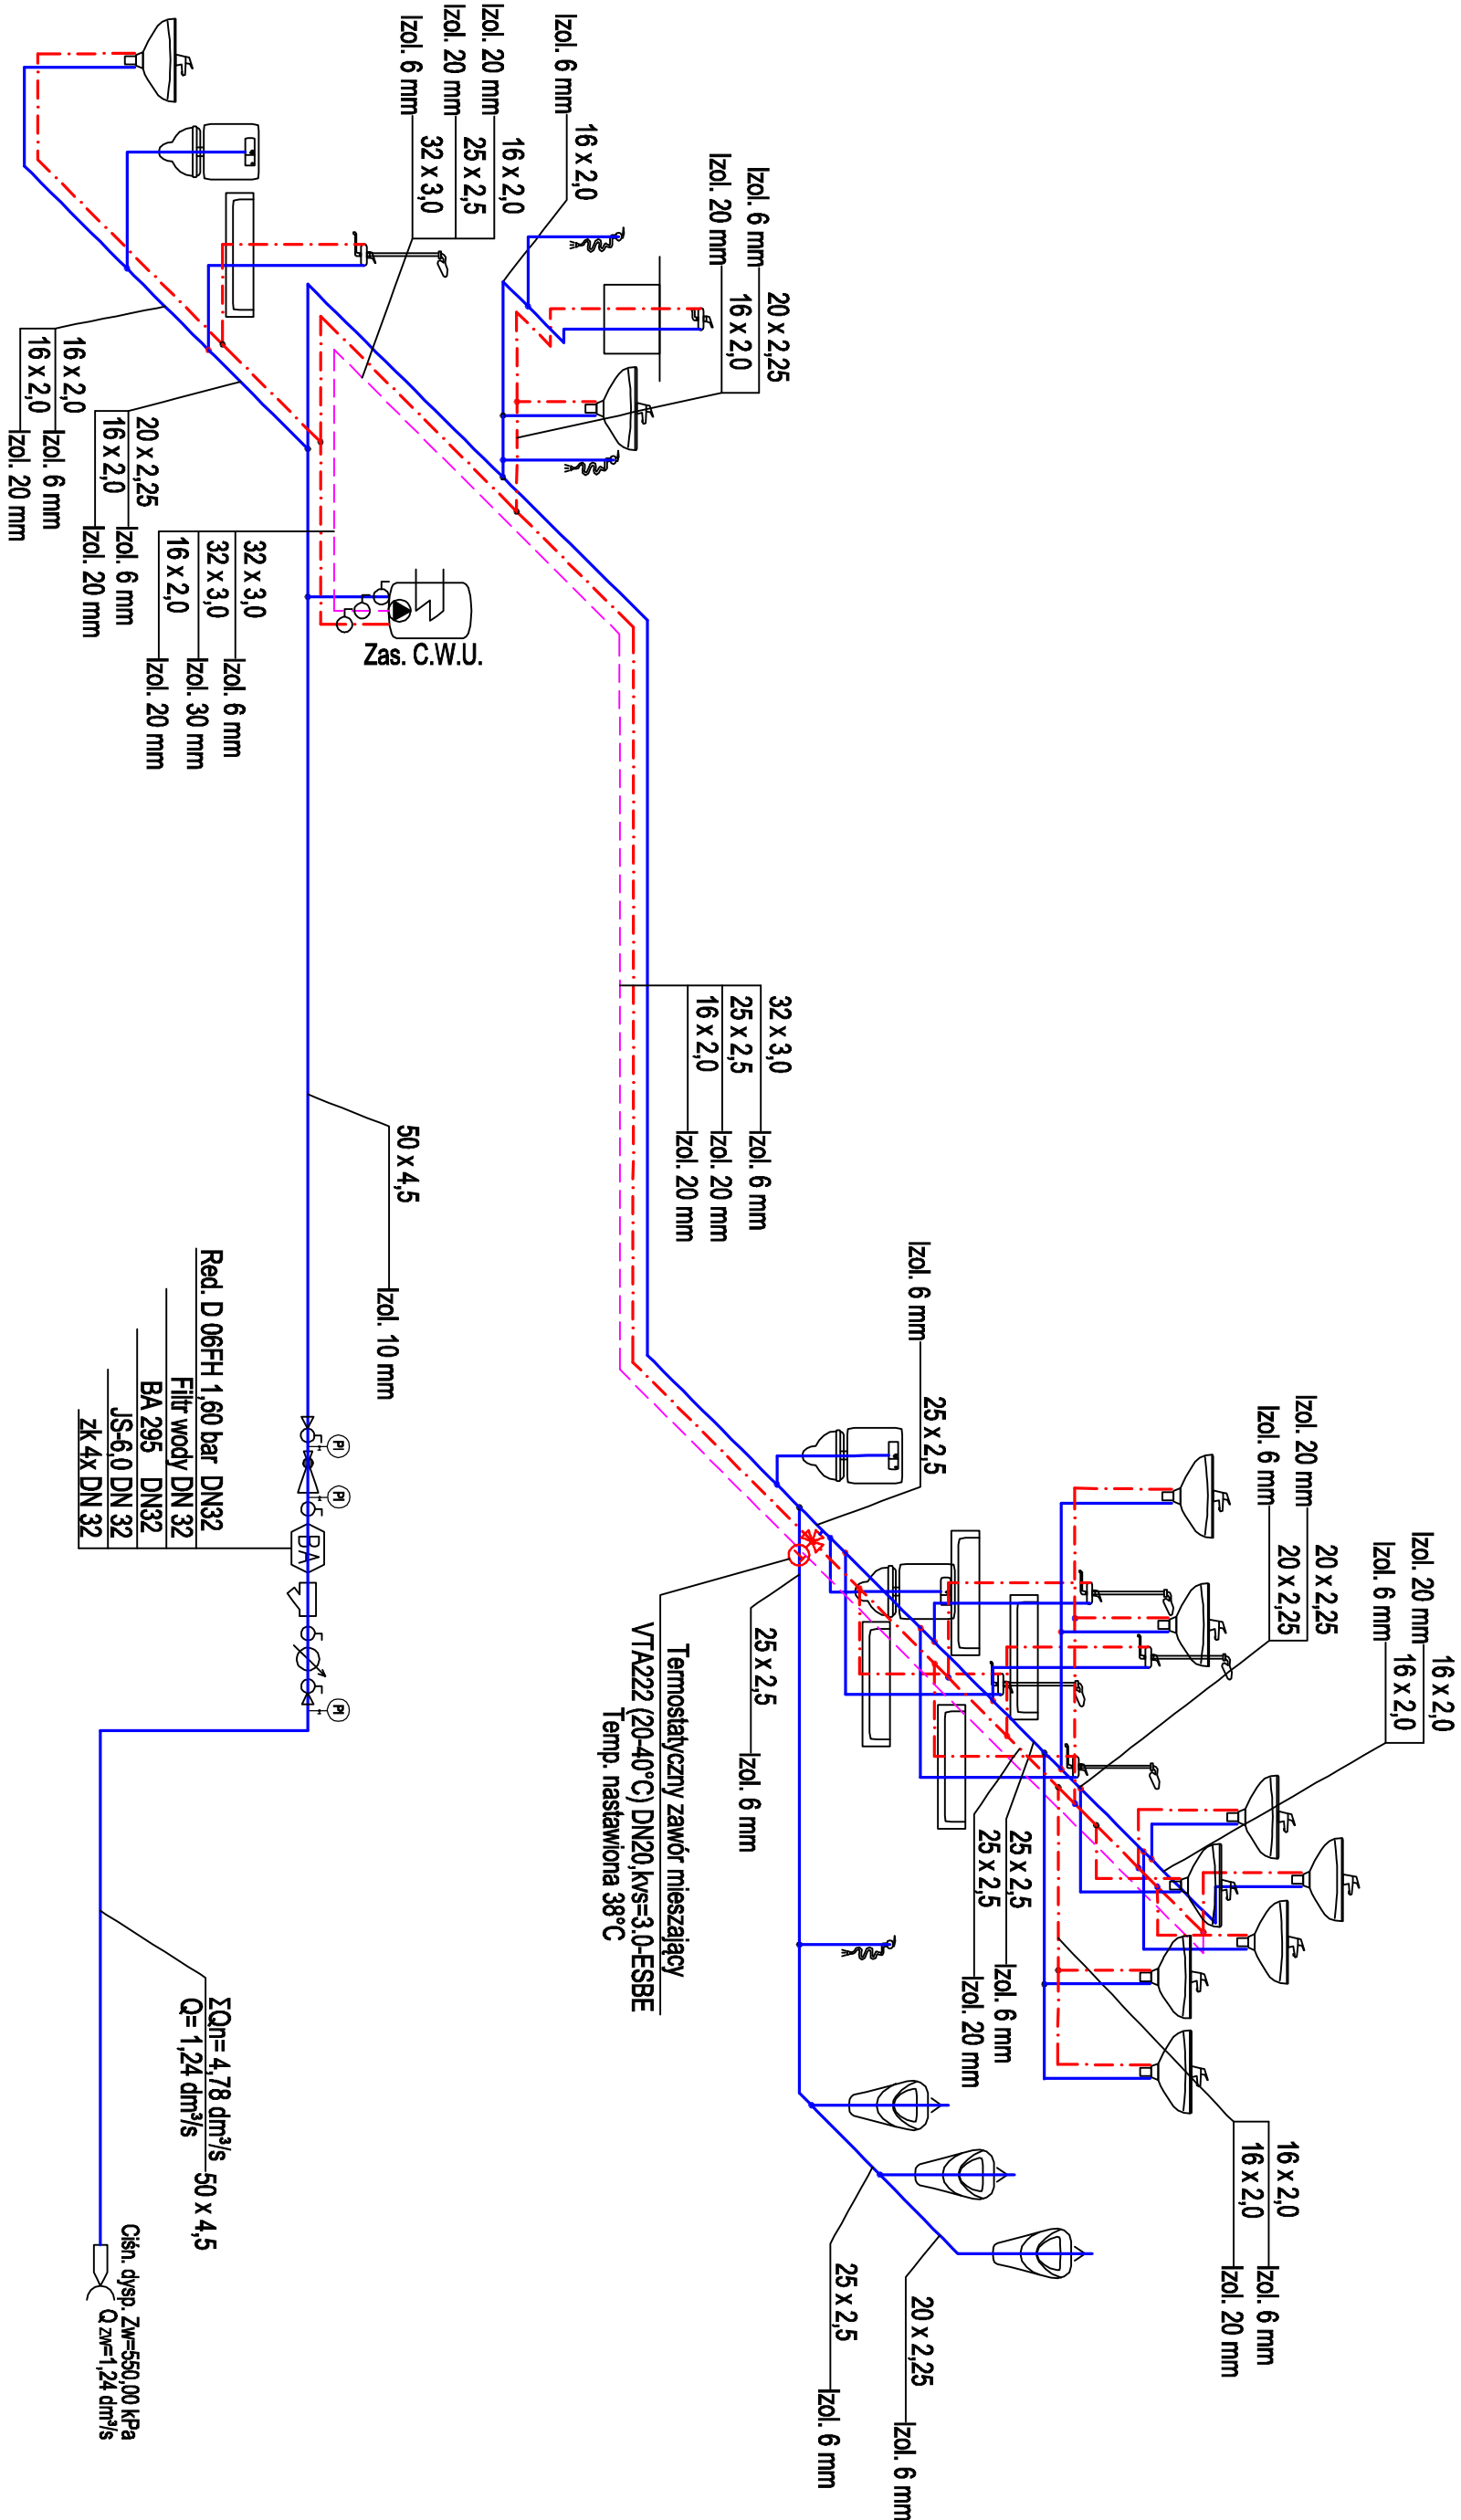 Izol. 6 mm
16 x 2,0
Izol. 20 mm
16 x 2,0
Izol. 20 mm
25 x 2,5
Izol. 6 mm
32 x 3,0
Izol. 6 mm
20 x 2,25
Izol. 20 mm
16 x 2,0
16 x 2,0
Izol. 6 mm
16 x 2,0
Izol. 20 mm
20 x 2,25
Izol. 6 mm
16 x 2,0
Izol. 20 mm
32 x 3,0
Izol. 6 mm
32 x 3,0
Izol. 30 mm
16 x 2,0
Izol. 20 mm
Zas. C.W.U.
32 x 3,0
Izol. 6 mm
25 x 2,5
Izol. 20 mm
16 x 2,0
Izol. 20 mm
50 x 4,5
Izol. 10 mm
Red. D 06FH 1,60 bar DN32
Filtr wody DN 32
BA 295 DN32
JS-6,0 DN 32
zk 4x DN 32
PI
PI
BA
PI
Izol. 6 mm
25 x 2,5
Izol. 20 mm
20 x 2,25
Izol. 6 mm
20 x 2,25
Izol. 20 mm
16 x 2,0
Izol. 6 mm
16 x 2,0
25 x 2,5
Izol. 6 mm
Termostatyczny zawór mieszający
VTA222 (20-40°C) DN20,kvs=3.0-ESBE
Temp. nastawiona 38°C
25 x 2,5
Izol. 6 mm
25 x 2,5
Izol. 20 mm
16 x 2,0
Izol. 6 mm
16 x 2,0
Izol. 20 mm
20 x 2,25
Izol. 6 mm
25 x 2,5
Izol. 6 mm
ΣQn= 4,78 dm³/s
Q= 1,24 dm³/s
50 x 4,5
Ciśn. dysp. Zw=550,00 kPa
Q zw=1,24 dm³/s